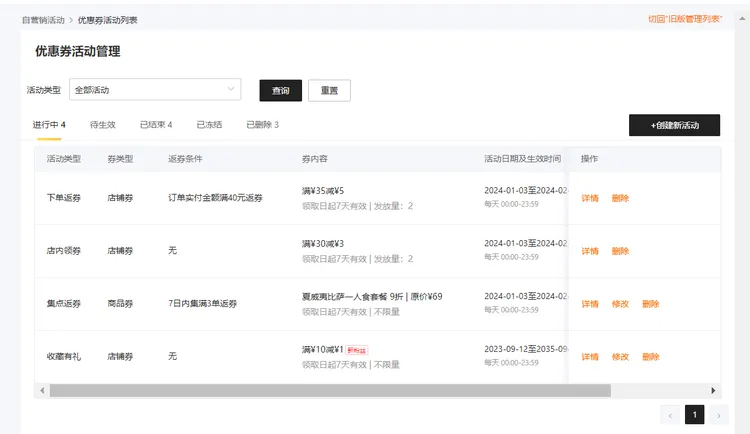 自营销活动 > 优惠券活动列表
切回"旧版管理列表"
优惠券活动管理
活动类型 全部活动 查询 重置
进行中 4 待生效 已结束 4 已冻结 已删除 3 +创建新活动
活动类型 券类型 返券条件 券内容 活动日期及生效时间 操作
下单返券 店铺券 订单实付金额满40元返券 满¥35减¥5 2024-01-03至2024-02- 详情 删除
领取日起7天有效 | 发放量：2 每天 00:00-23:59
店内领券 店铺券 无 满¥30减¥3 2024-01-03至2024-02- 详情 删除
领取日起7天有效 | 发放量：2 每天 00:00-23:59
集点返券 商品券 7日内集满3单返券 夏威夷比萨一人食套餐 9折 | 原价¥69 2024-01-03至2024-02- 详情 修改 删除
领取日起7天有效 | 不限量 每天 00:00-23:59
收藏有礼 店铺券 无 满¥10减¥1 新粉丝 2023-09-12至2035-09- 详情 修改 删除
领取日起7天有效 | 不限量 每天 00:00-23:59
< 1 >